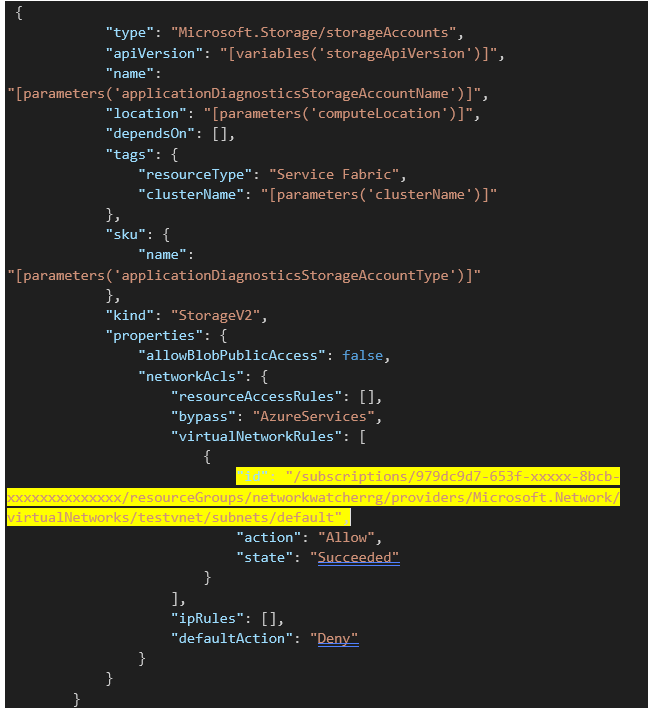 {
"type": "Microsoft.Storage/storageAccounts",
"apiVersion": "[variables('storageApiVersion')]",
"name":
"[parameters('applicationDiagnosticsStorageAccountName')]",
"location": "[parameters('computeLocation')]",
"dependsOn": [],
"tags": {
"resourceType": "Service Fabric",
"clusterName": "[parameters('clusterName')]"
},
"sku": {
"name":
"[parameters('applicationDiagnosticsStorageAccountType')]"
},
"kind": "StorageV2",
"properties": {
"allowBlobPublicAccess": false,
"networkAcls": {
"resourceAccessRules": [],
"bypass": "AzureServices",
"virtualNetworkRules": [
{
"id": "/subscriptions/979dc9d7-653f-xxxxx-8bcb-
xxxxxxxxxxxxxx/resourceGroups/networkwatcherrg/providers/Microsoft.Network/
virtualNetworks/testvnet/subnets/default",
"action": "Allow",
"state": "Succeeded"
}
],
"ipRules": [],
"defaultAction": "Deny"
}
}
}